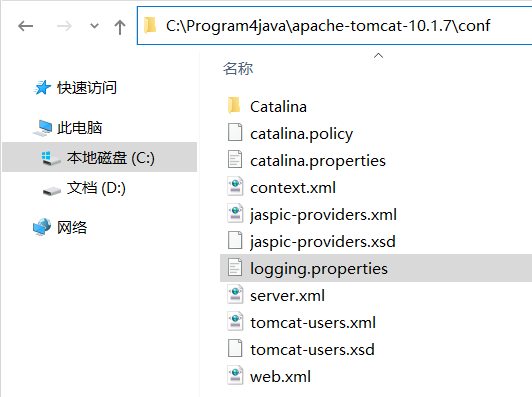 C:\Program4java\apache-tomcat-10.1.7\conf
快速访问
此电脑
本地磁盘 (C:)
文档 (D:)
网络
名称
Catalina
catalina.policy
catalina.properties
context.xml
jaspic-providers.xml
jaspic-providers.xsd
logging.properties
server.xml
tomcat-users.xml
tomcat-users.xsd
web.xml